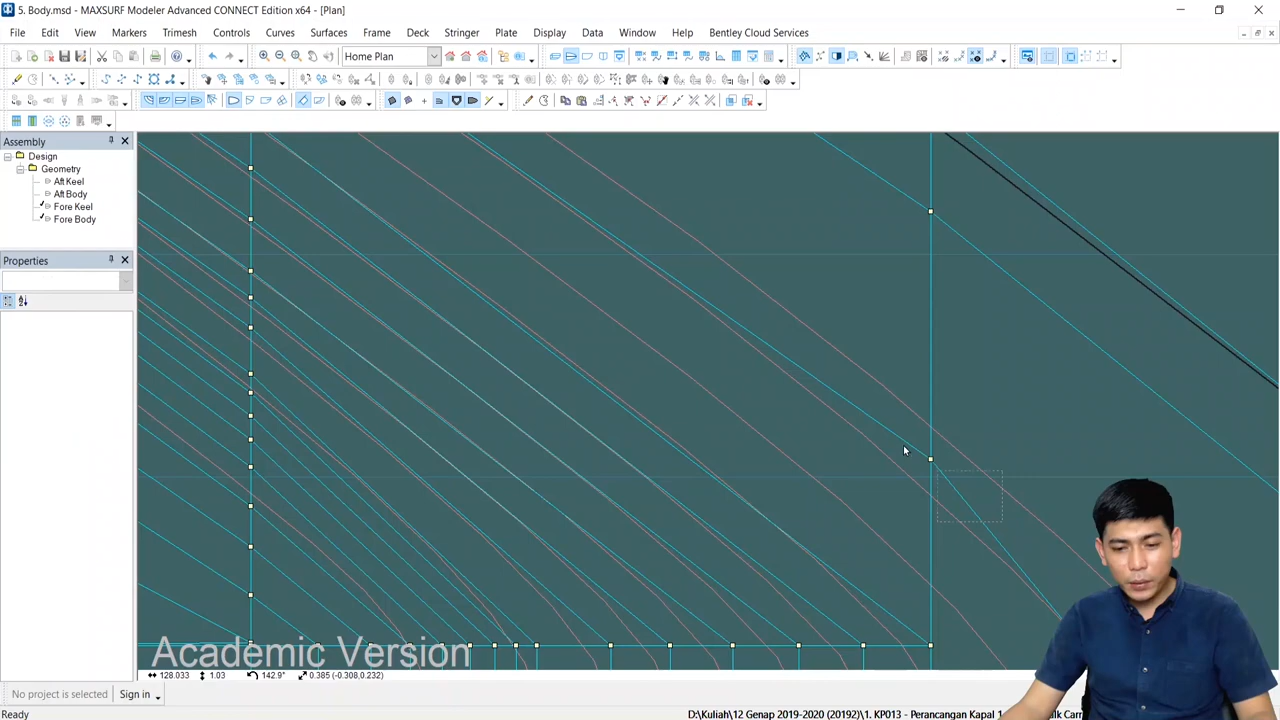 5. Body.msd - MAXSURF Modeler Advanced CONNECT Edition x64 - [Plan]
File Edit View Markers Trimesh Controls Curves Surfaces Frame Deck Stringer Plate Display Data Window Help Bentley Cloud Services
Home Plan
Assembly
Design
Geometry
Aft Keel
Aft Body
Fore Keel
Fore Body
Properties
Academic Version
128.033 1.03 142.9° 0.385 (-0.308,0.232)
No project is selected Sign in
Ready D:\Kuliah\12 Genap 2019-2020 (20192)\1. KP013 - Perancangan Kapal 1